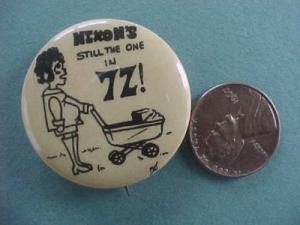 NIXON'S
STILL THE ONE
IN
72!